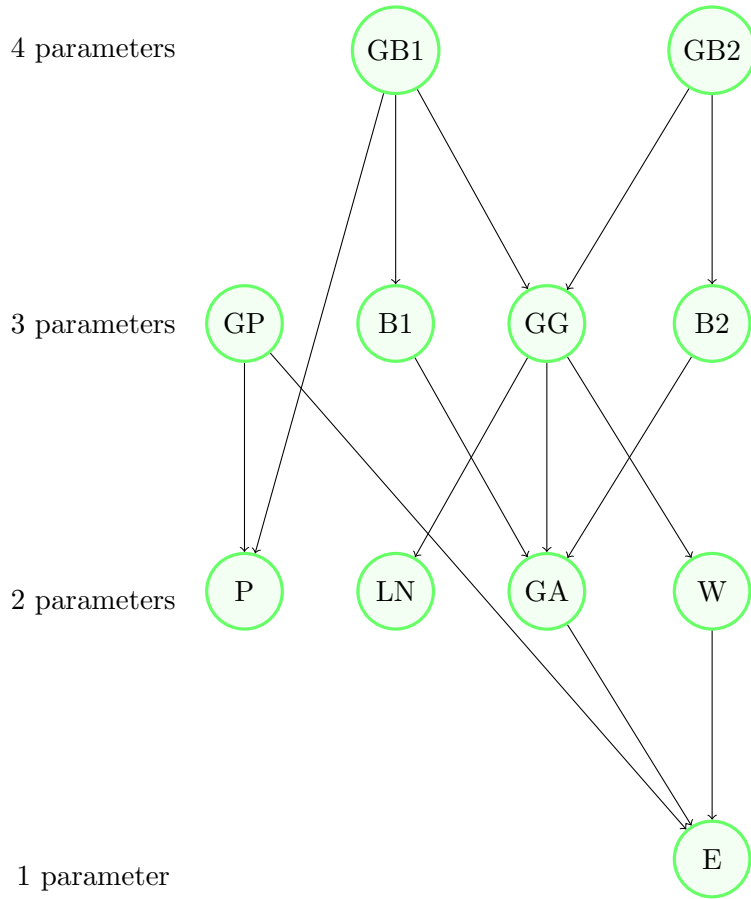 4 parameters GB1 GB2
3 parameters GP B1 GG B2
2 parameters P LN GA W
1 parameter E